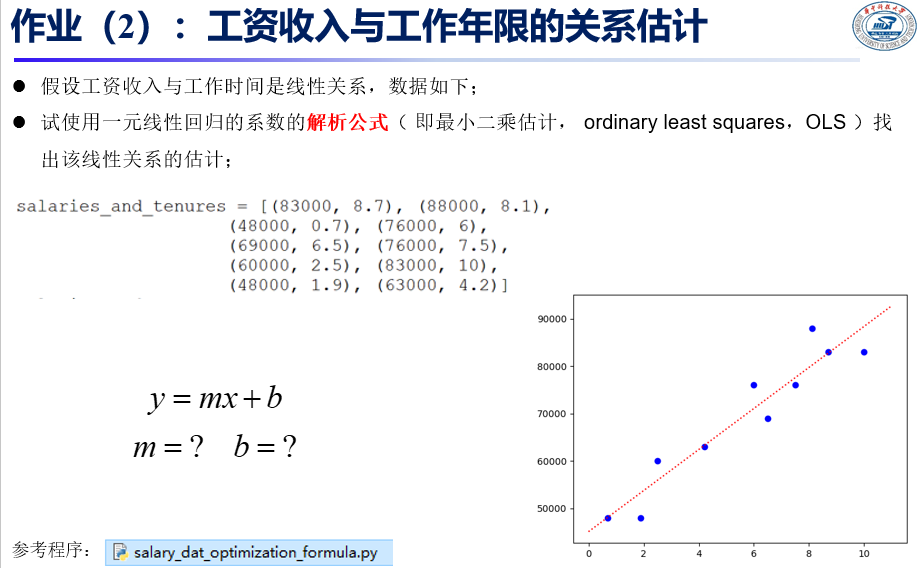 作业（2）：工资收入与工作年限的关系估计
● 假设工资收入与工作时间是线性关系，数据如下；
● 试使用一元线性回归的系数的解析公式（ 即最小二乘估计， ordinary least squares，OLS ）找
出该线性关系的估计；
salaries_and_tenures = [(83000, 8.7), (88000, 8.1),
(48000, 0.7), (76000, 6),
(69000, 6.5), (76000, 7.5),
(60000, 2.5), (83000, 10),
(48000, 1.9), (63000, 4.2)]
90000
80000
70000
60000
50000
0 2 4 6 8 10
y = mx + b
m = ? b = ?
参考程序： salary_dat_optimization_formula.py